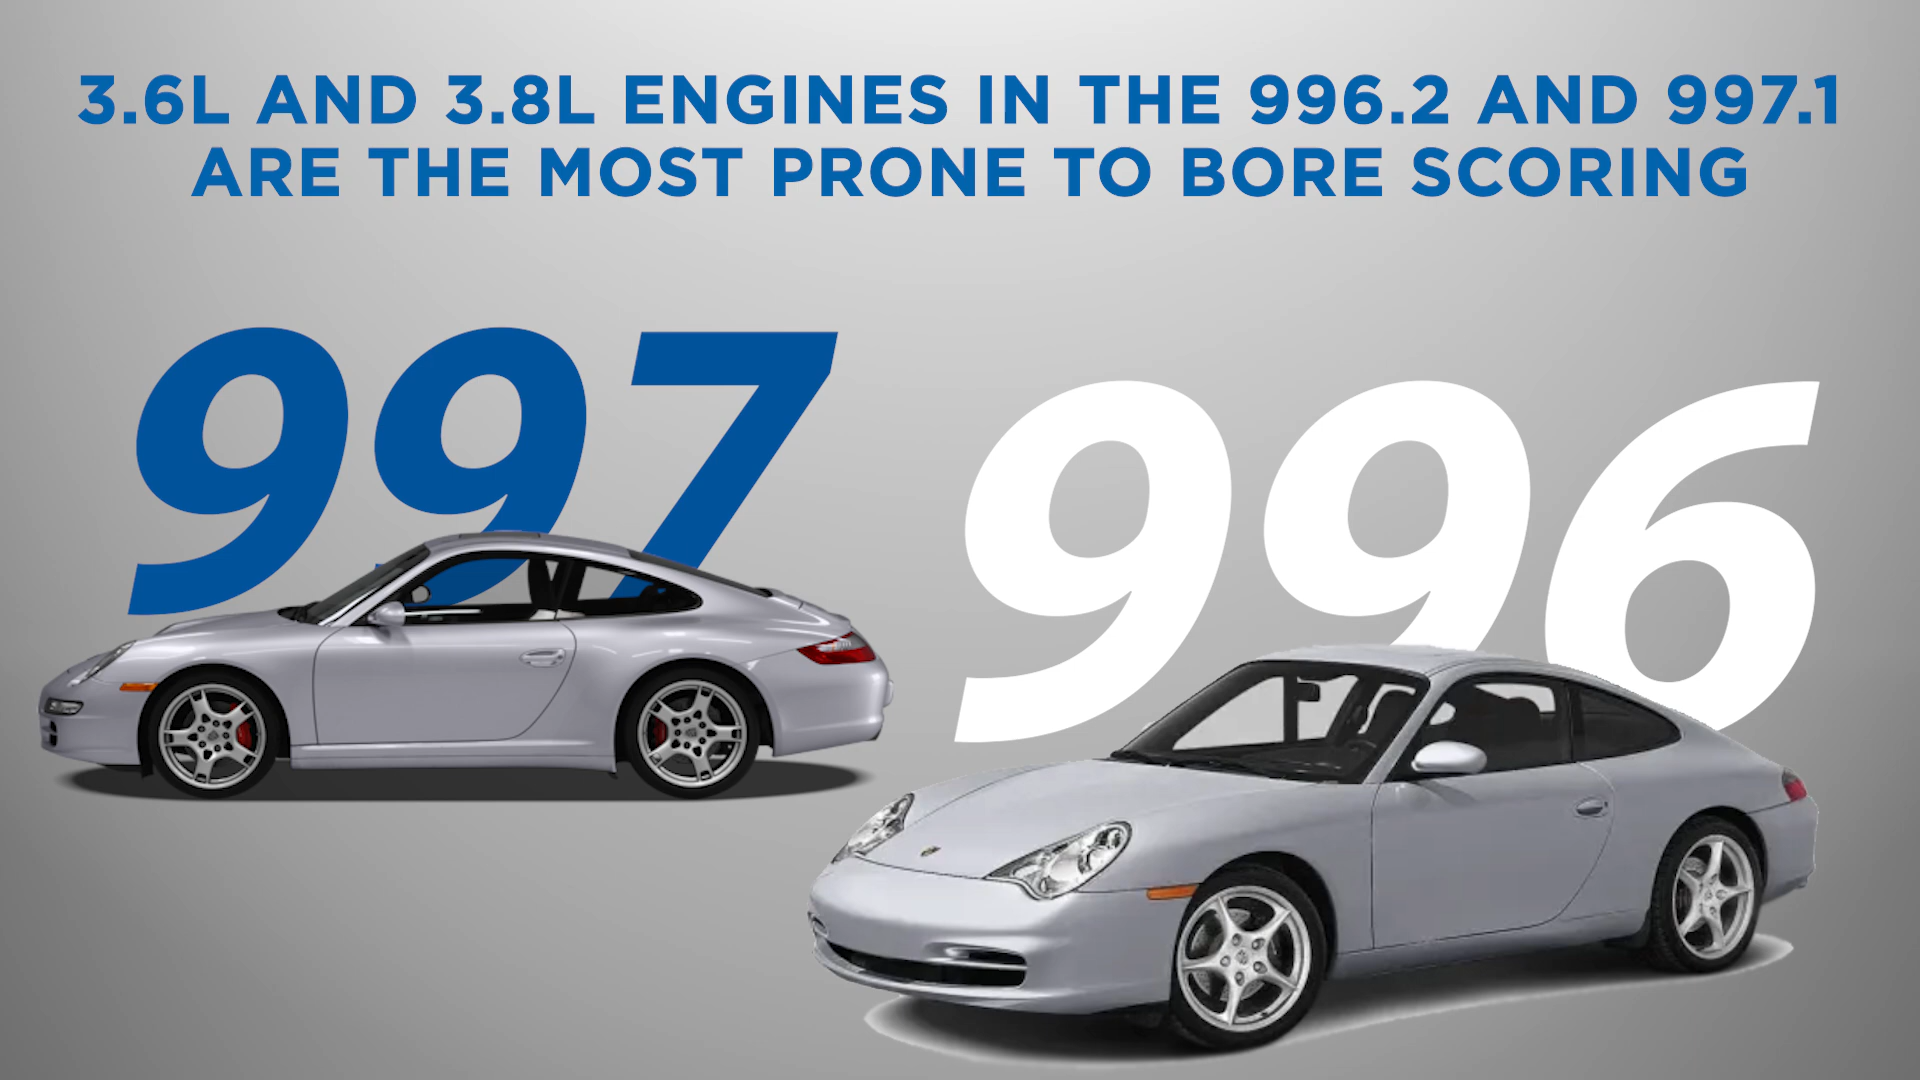 3.6L AND 3.8L ENGINES IN THE 996.2 AND 997.1
ARE THE MOST PRONE TO BORE SCORING
997
996